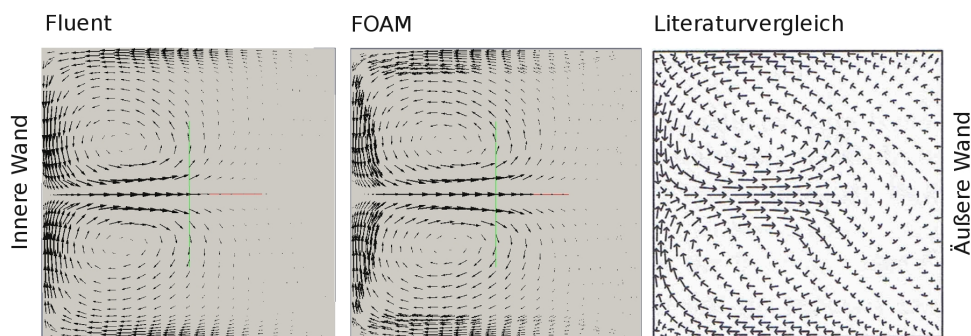 Fluent
FOAM
Literaturvergleich
Innere Wand
Äußere Wand